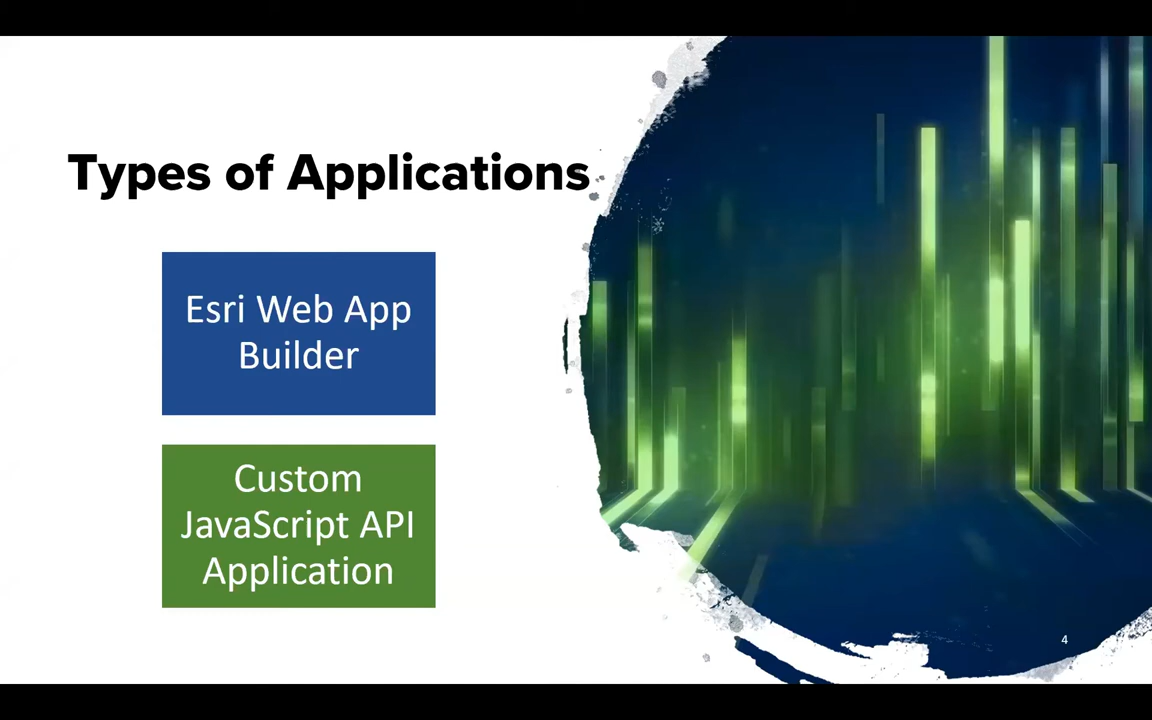 Types of Applications
Esri Web App
Builder
Custom
JavaScript API
Application
4